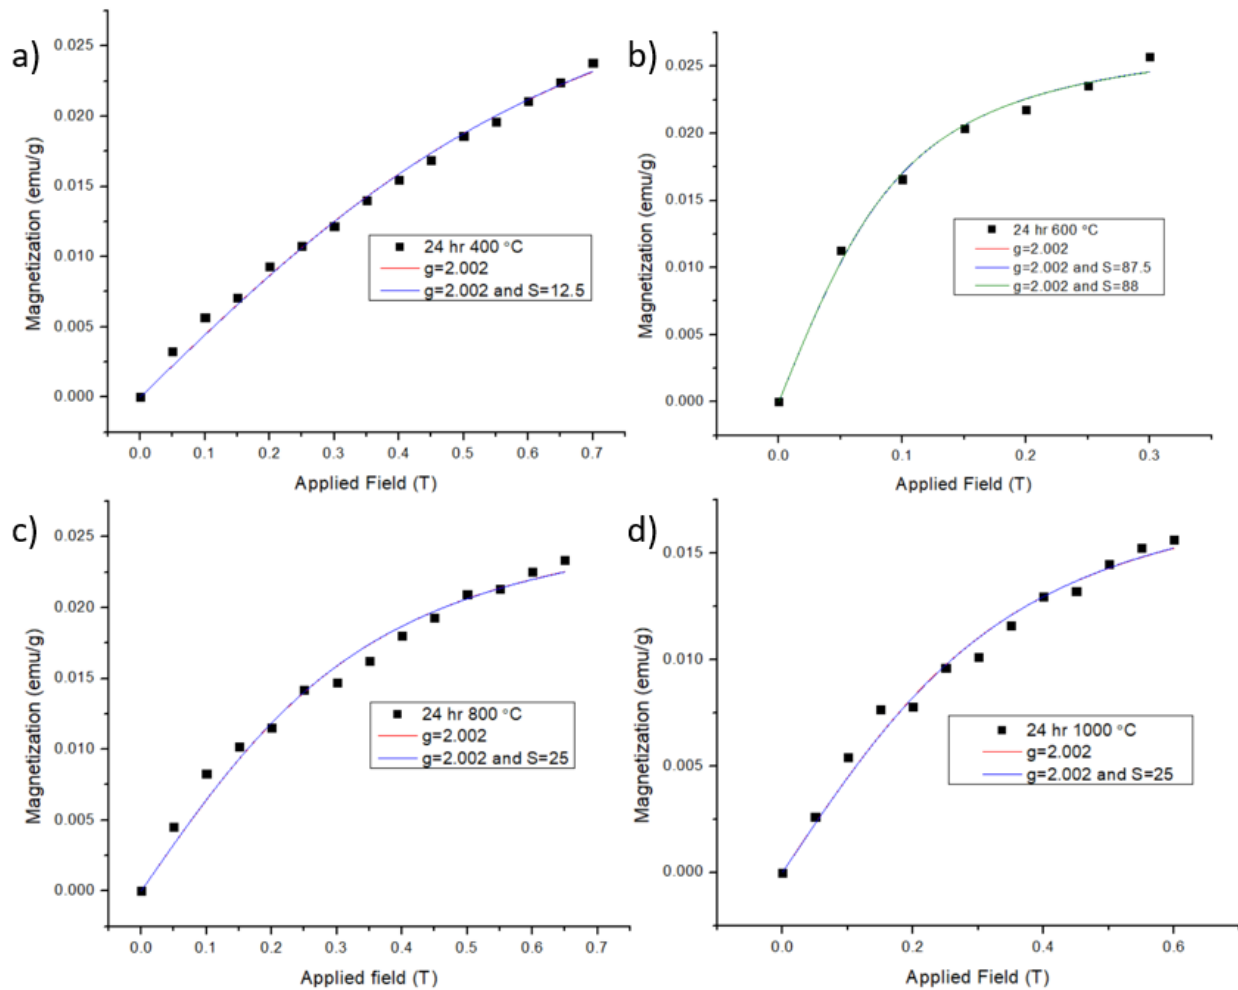 a)
Magnetization (emu/g)
0.025
0.020
0.015
0.010
0.005
0.000
24 hr 400 °C
g=2.002
g=2.002 and S=12.5
0.0 0.1 0.2 0.3 0.4 0.5 0.6 0.7
Applied Field (T)
b)
Magnetization (emu/g)
0.025
0.020
0.015
0.010
0.005
0.000
24 hr 600 °C
g=2.002
g=2.002 and S=87.5
g=2.002 and S=88
0.0 0.1 0.2 0.3
Applied Field (T)
c)
Magnetization (emu/g)
0.025
0.020
0.015
0.010
0.005
0.000
24 hr 800 °C
g=2.002
g=2.002 and S=25
0.0 0.1 0.2 0.3 0.4 0.5 0.6 0.7
Applied field (T)
d)
Magnetization (emu/g)
0.015
0.010
0.005
0.000
24 hr 1000 °C
g=2.002
g=2.002 and S=25
0.0 0.2 0.4 0.6
Applied Field (T)